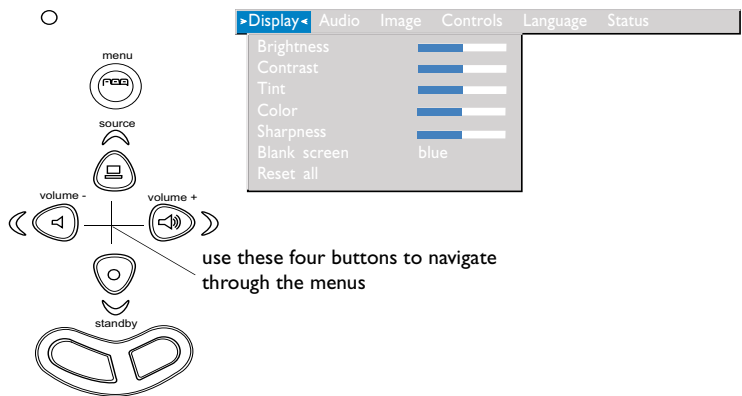 >Display< Audio Image Controls Language Status
Brightness
Contrast
Tint
Color
Sharpness
Blank screen blue
Reset all
menu
source
volume -
volume +
use these four buttons to navigate
through the menus
standby